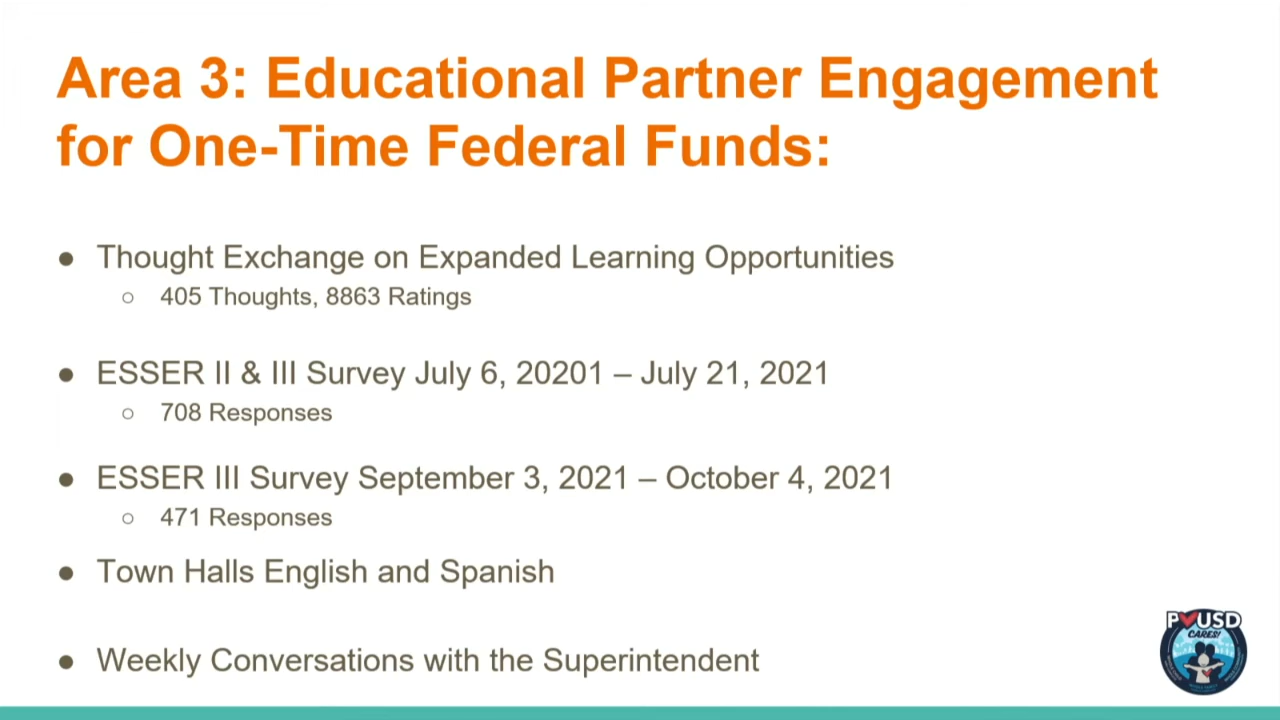 Area 3: Educational Partner Engagement
for One-Time Federal Funds:
● Thought Exchange on Expanded Learning Opportunities
○ 405 Thoughts, 8863 Ratings
● ESSER II & III Survey July 6, 20201 – July 21, 2021
○ 708 Responses
● ESSER III Survey September 3, 2021 – October 4, 2021
○ 471 Responses
● Town Halls English and Spanish
● Weekly Conversations with the Superintendent
PVUSD
CARES!